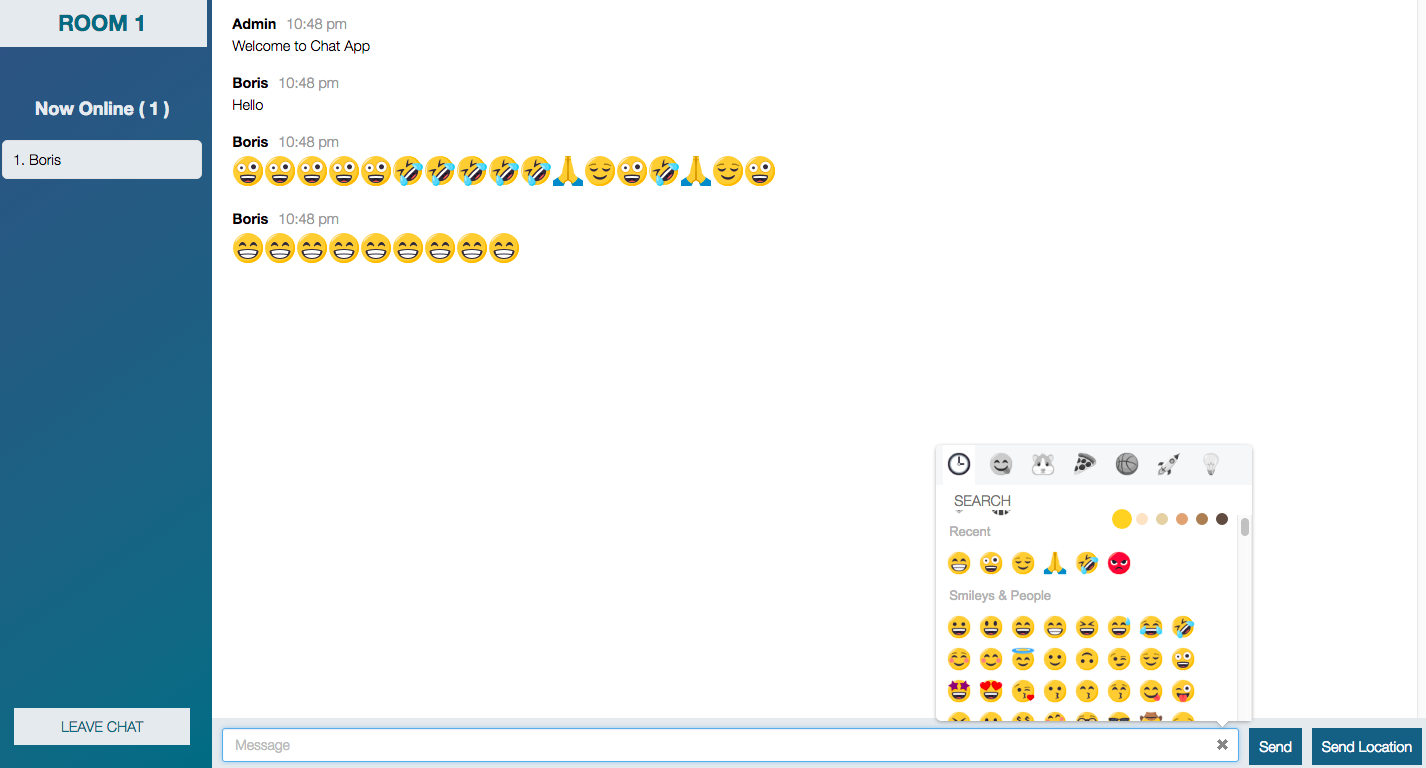 ROOM 1
Now Online ( 1 )
1. Boris
LEAVE CHAT
Admin 10:48 pm
Welcome to Chat App
Boris 10:48 pm
Hello
Boris 10:48 pm
Boris 10:48 pm
SEARCH
Recent
Smileys & People
Message
Send
Send Location